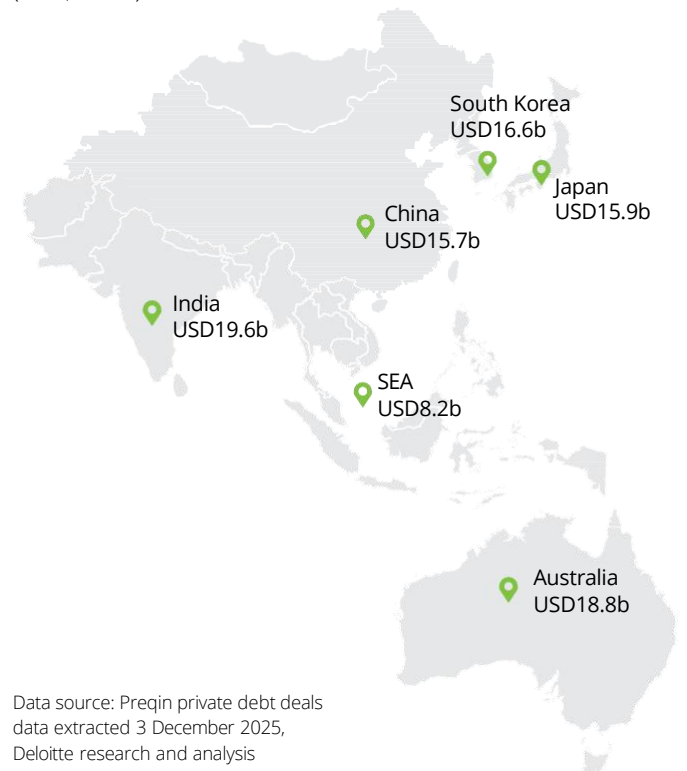 South Korea
USD16.6b
Japan
USD15.9b
China
USD15.7b
India
USD19.6b
SEA
USD8.2b
Australia
USD18.8b
Data source: Preqin private debt deals
data extracted 3 December 2025,
Deloitte research and analysis